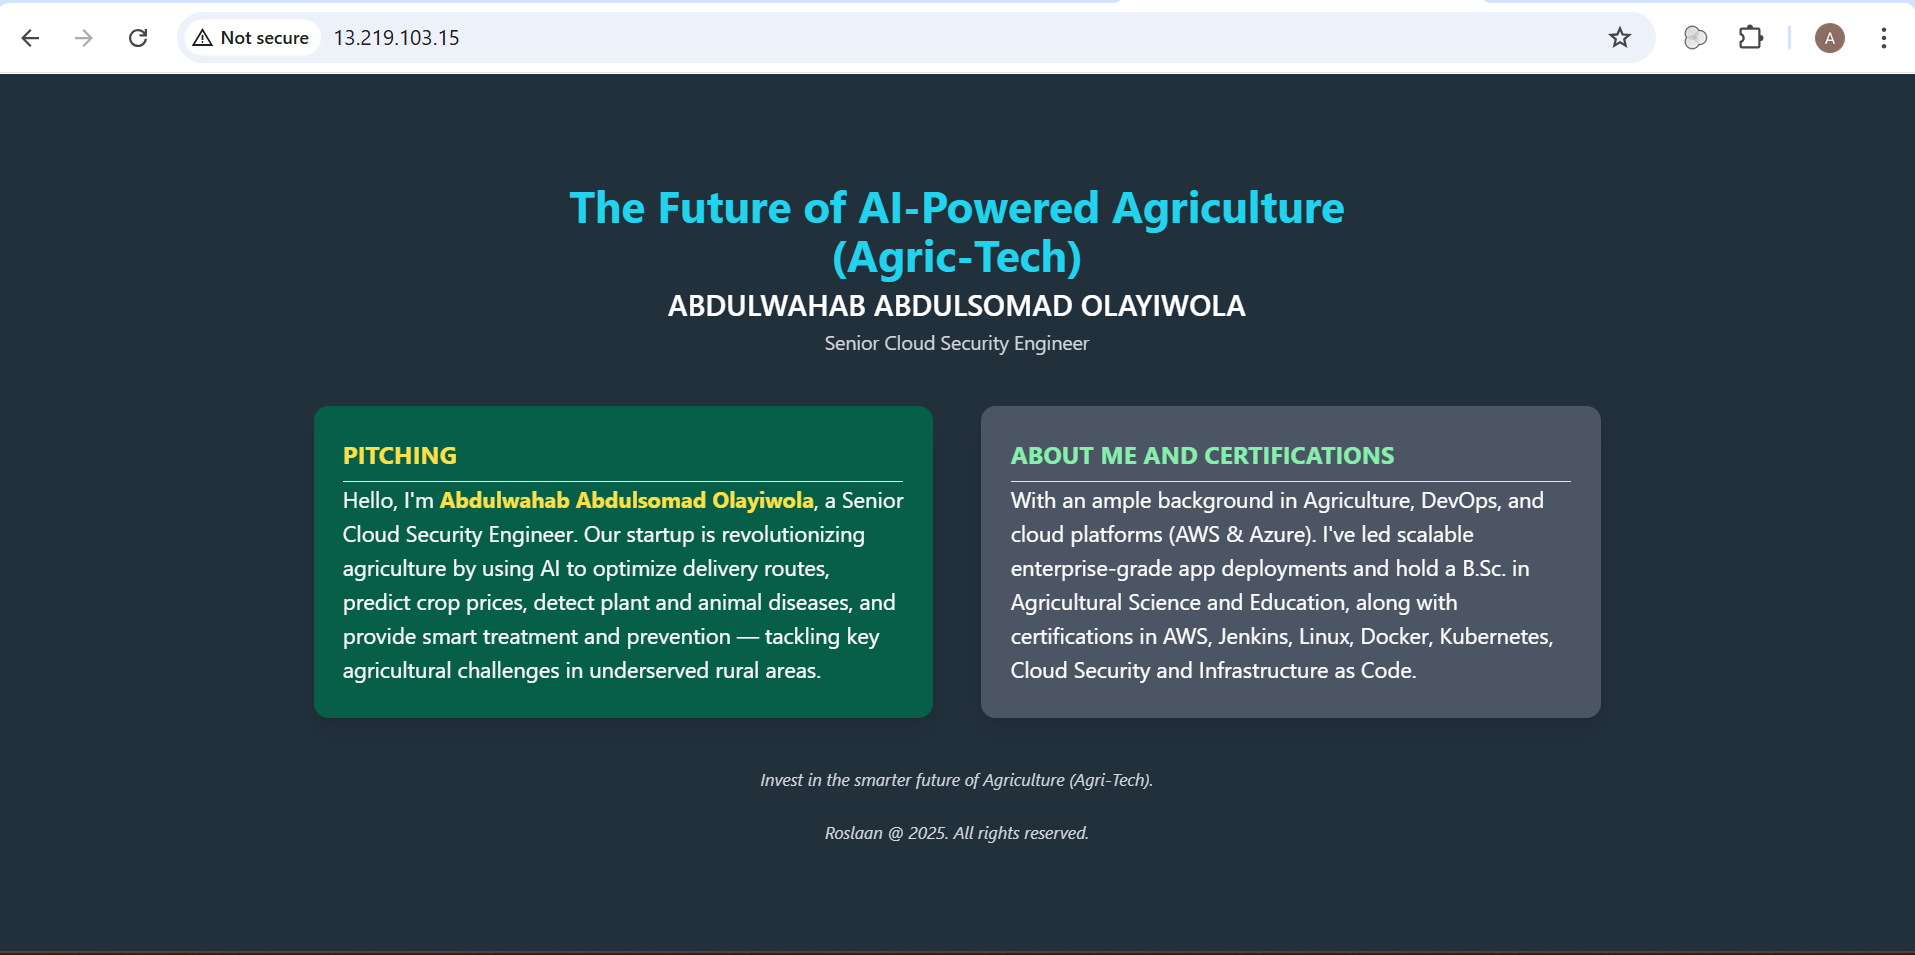 Not secure 13.219.103.15
A
The Future of AI-Powered Agriculture
(Agric-Tech)
ABDULWAHAB ABDULSOMAD OLAYIWOLA
Senior Cloud Security Engineer
PITCHING
Hello, I'm Abdulwahab Abdulsomad Olayiwola, a Senior
Cloud Security Engineer. Our startup is revolutionizing
agriculture by using AI to optimize delivery routes,
predict crop prices, detect plant and animal diseases, and
provide smart treatment and prevention — tackling key
agricultural challenges in underserved rural areas.
ABOUT ME AND CERTIFICATIONS
With an ample background in Agriculture, DevOps, and
cloud platforms (AWS & Azure). I've led scalable
enterprise-grade app deployments and hold a B.Sc. in
Agricultural Science and Education, along with
certifications in AWS, Jenkins, Linux, Docker, Kubernetes,
Cloud Security and Infrastructure as Code.
Invest in the smarter future of Agriculture (Agri-Tech).
Roslaan @ 2025. All rights reserved.